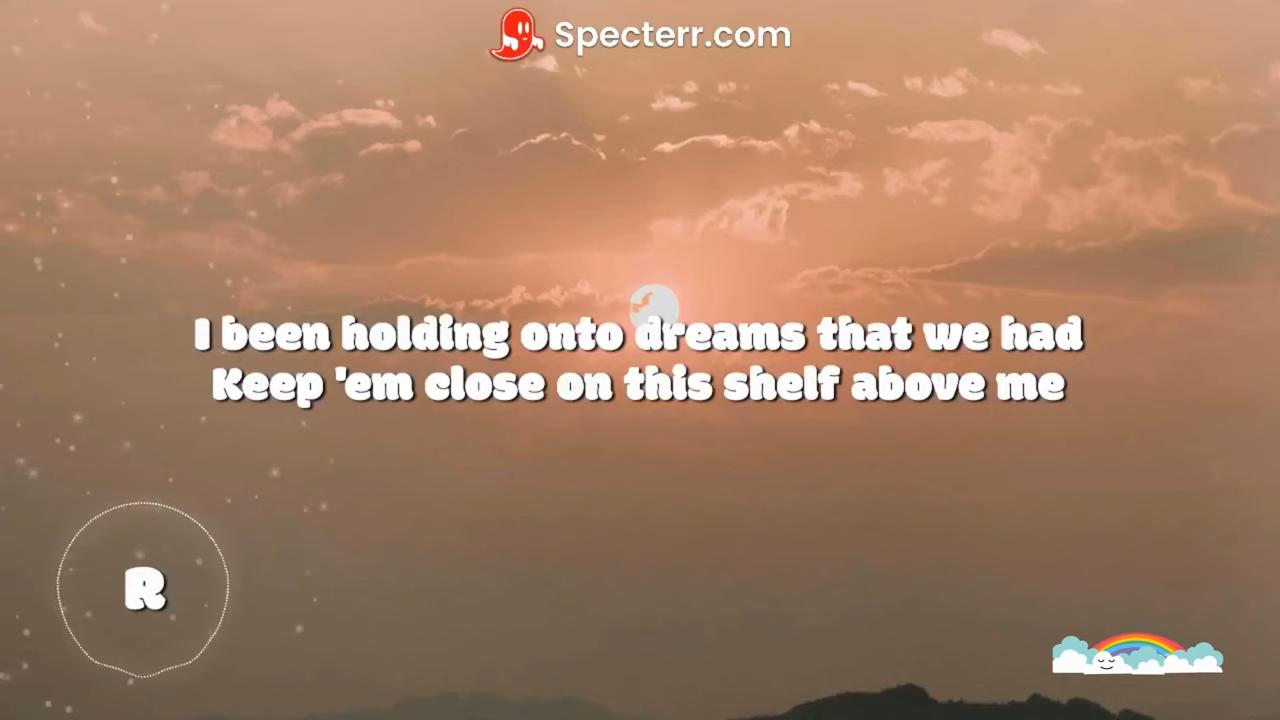 Specterr.com
I been holding onto dreams that we had
Keep 'em close on this shelf above me
R